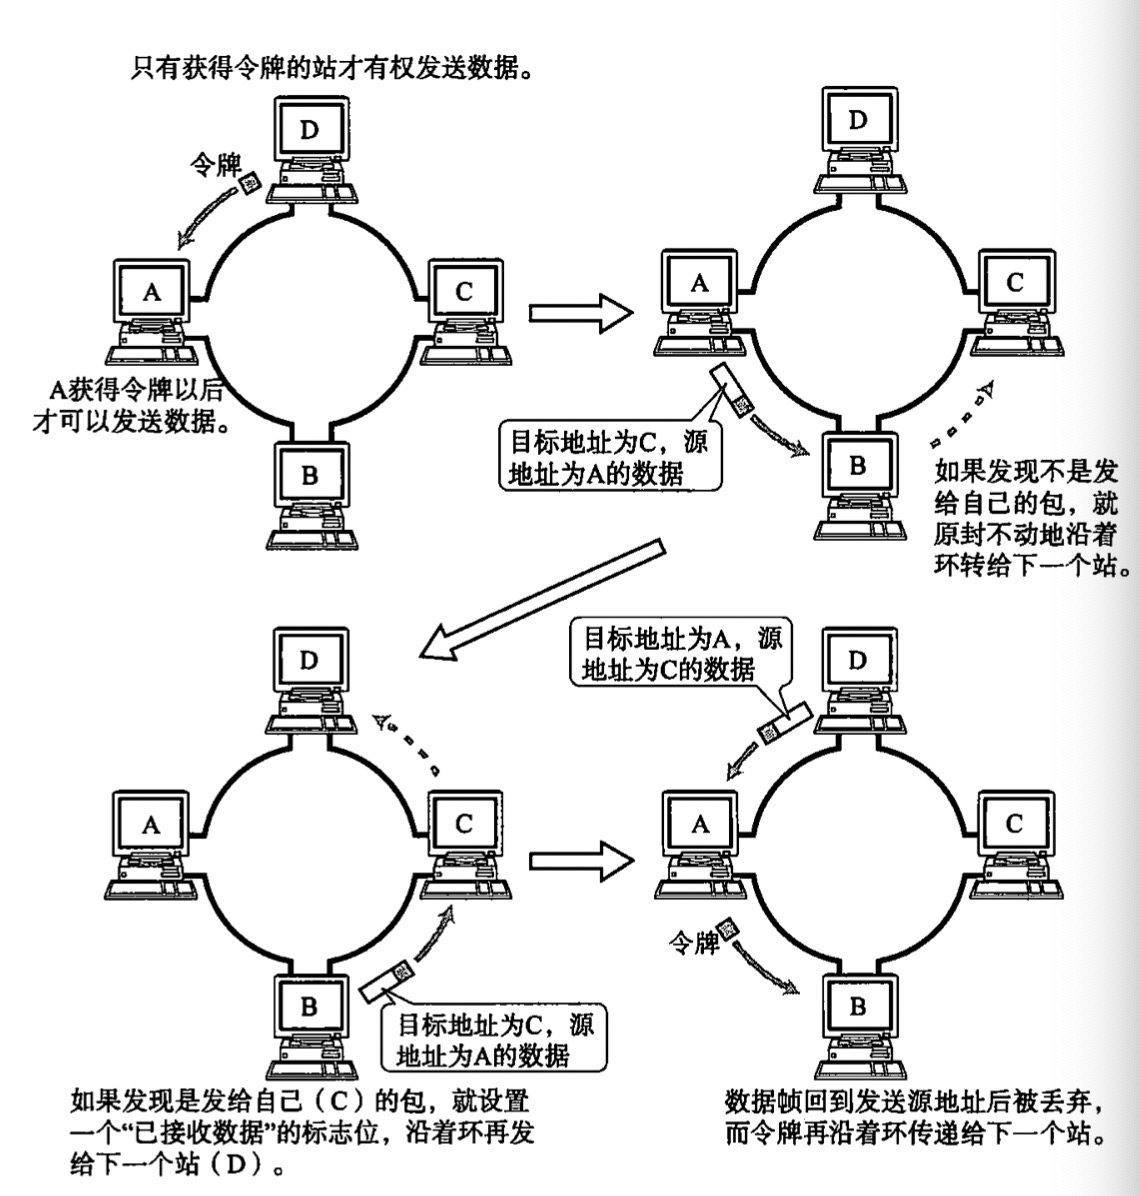 只有获得令牌的站才有权发送数据。
D
令牌
A
C
A获得令牌以后
才可以发送数据。
B
D
A
C
目标地址为C，源
地址为A的数据
B
如果发现不是发
给自己的包，就
原封不动地沿着
环转给下一个站。
D
A
C
B
目标地址为C，源
地址为A的数据
如果发现是发给自己（C）的包，就设置
一个“已接收数据”的标志位，沿着环再发
给下一个站（D）。
目标地址为A，源
地址为C的数据
D
A
C
令牌
B
数据帧回到发送源地址后被丢弃，
而令牌再沿着环传递给下一个站。